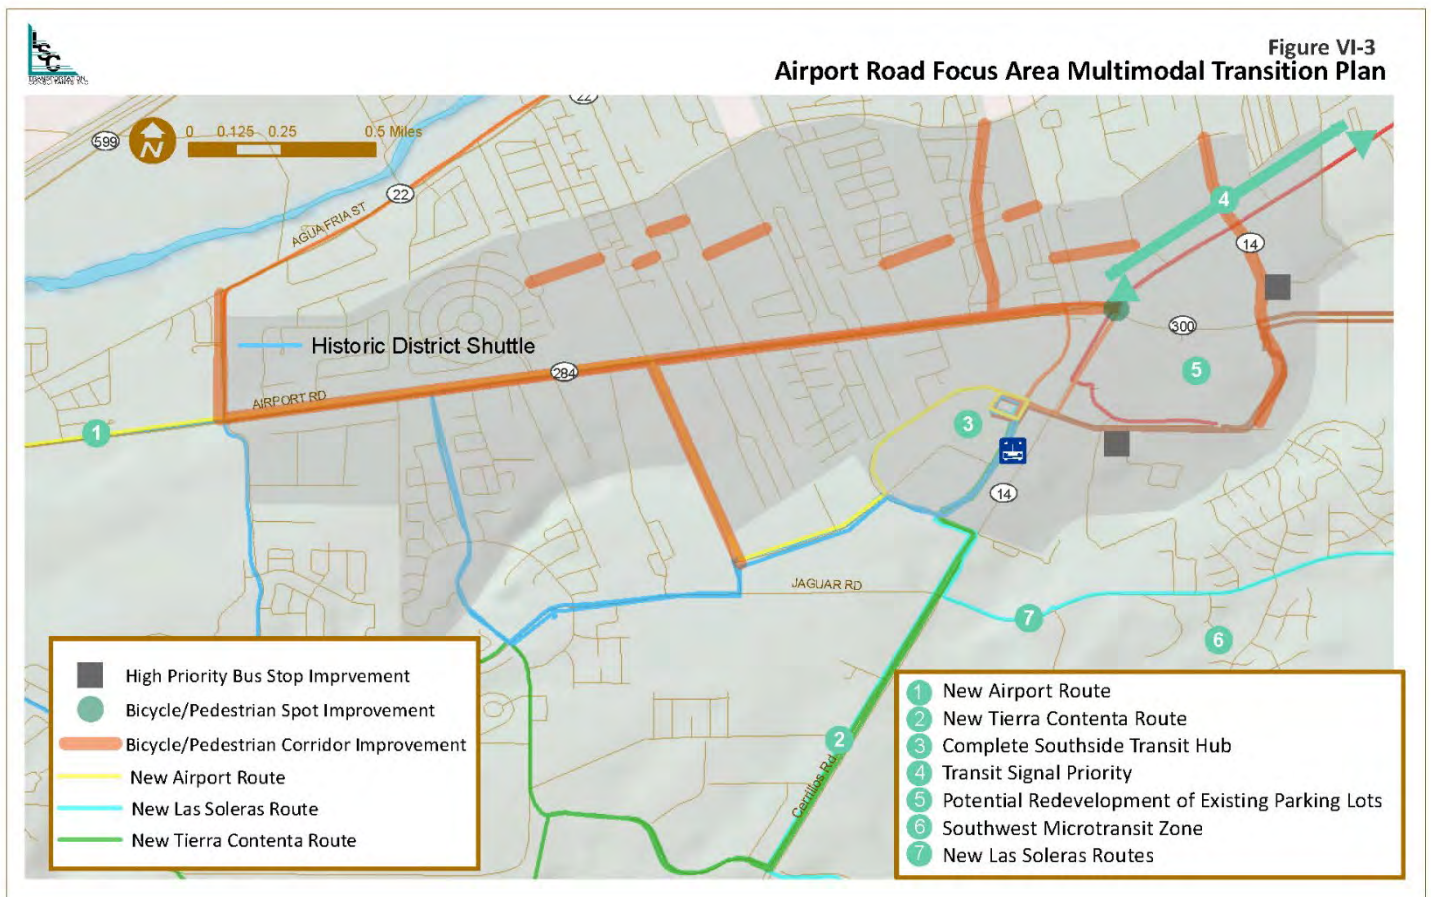 LSC
TRANSPORTATION
CONSULTANTS, INC.
Figure VI-3
Airport Road Focus Area Multimodal Transition Plan
22
599
N
0 0.125 0.25 0.5 Miles
22
AGUA FRIA ST
4
14
300
Historic District Shuttle
284
5
AIRPORT RD
1
3
14
JAGUAR RD
7
6
2
Cerrillos Rd
High Priority Bus Stop Imprvement
Bicycle/Pedestrian Spot Improvement
Bicycle/Pedestrian Corridor Improvement
New Airport Route
New Las Soleras Route
New Tierra Contenta Route
1 New Airport Route
2 New Tierra Contenta Route
3 Complete Southside Transit Hub
4 Transit Signal Priority
5 Potential Redevelopment of Existing Parking Lots
6 Southwest Microtransit Zone
7 New Las Soleras Routes